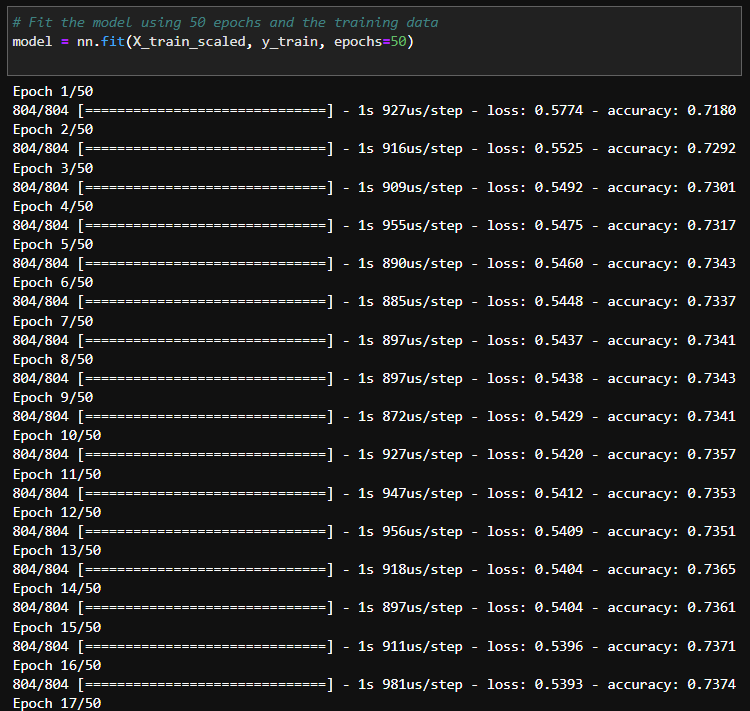 # Fit the model using 50 epochs and the training data
model = nn.fit(X_train_scaled, y_train, epochs=50)
Epoch 1/50
804/804 [==============================] - 1s 927us/step - loss: 0.5774 - accuracy: 0.7180
Epoch 2/50
804/804 [==============================] - 1s 916us/step - loss: 0.5525 - accuracy: 0.7292
Epoch 3/50
804/804 [==============================] - 1s 909us/step - loss: 0.5492 - accuracy: 0.7301
Epoch 4/50
804/804 [==============================] - 1s 955us/step - loss: 0.5475 - accuracy: 0.7317
Epoch 5/50
804/804 [==============================] - 1s 890us/step - loss: 0.5460 - accuracy: 0.7343
Epoch 6/50
804/804 [==============================] - 1s 885us/step - loss: 0.5448 - accuracy: 0.7337
Epoch 7/50
804/804 [==============================] - 1s 897us/step - loss: 0.5437 - accuracy: 0.7341
Epoch 8/50
804/804 [==============================] - 1s 897us/step - loss: 0.5438 - accuracy: 0.7343
Epoch 9/50
804/804 [==============================] - 1s 872us/step - loss: 0.5429 - accuracy: 0.7341
Epoch 10/50
804/804 [==============================] - 1s 927us/step - loss: 0.5420 - accuracy: 0.7357
Epoch 11/50
804/804 [==============================] - 1s 947us/step - loss: 0.5412 - accuracy: 0.7353
Epoch 12/50
804/804 [==============================] - 1s 956us/step - loss: 0.5409 - accuracy: 0.7351
Epoch 13/50
804/804 [==============================] - 1s 918us/step - loss: 0.5404 - accuracy: 0.7365
Epoch 14/50
804/804 [==============================] - 1s 897us/step - loss: 0.5404 - accuracy: 0.7361
Epoch 15/50
804/804 [==============================] - 1s 911us/step - loss: 0.5396 - accuracy: 0.7371
Epoch 16/50
804/804 [==============================] - 1s 981us/step - loss: 0.5393 - accuracy: 0.7374
Epoch 17/50